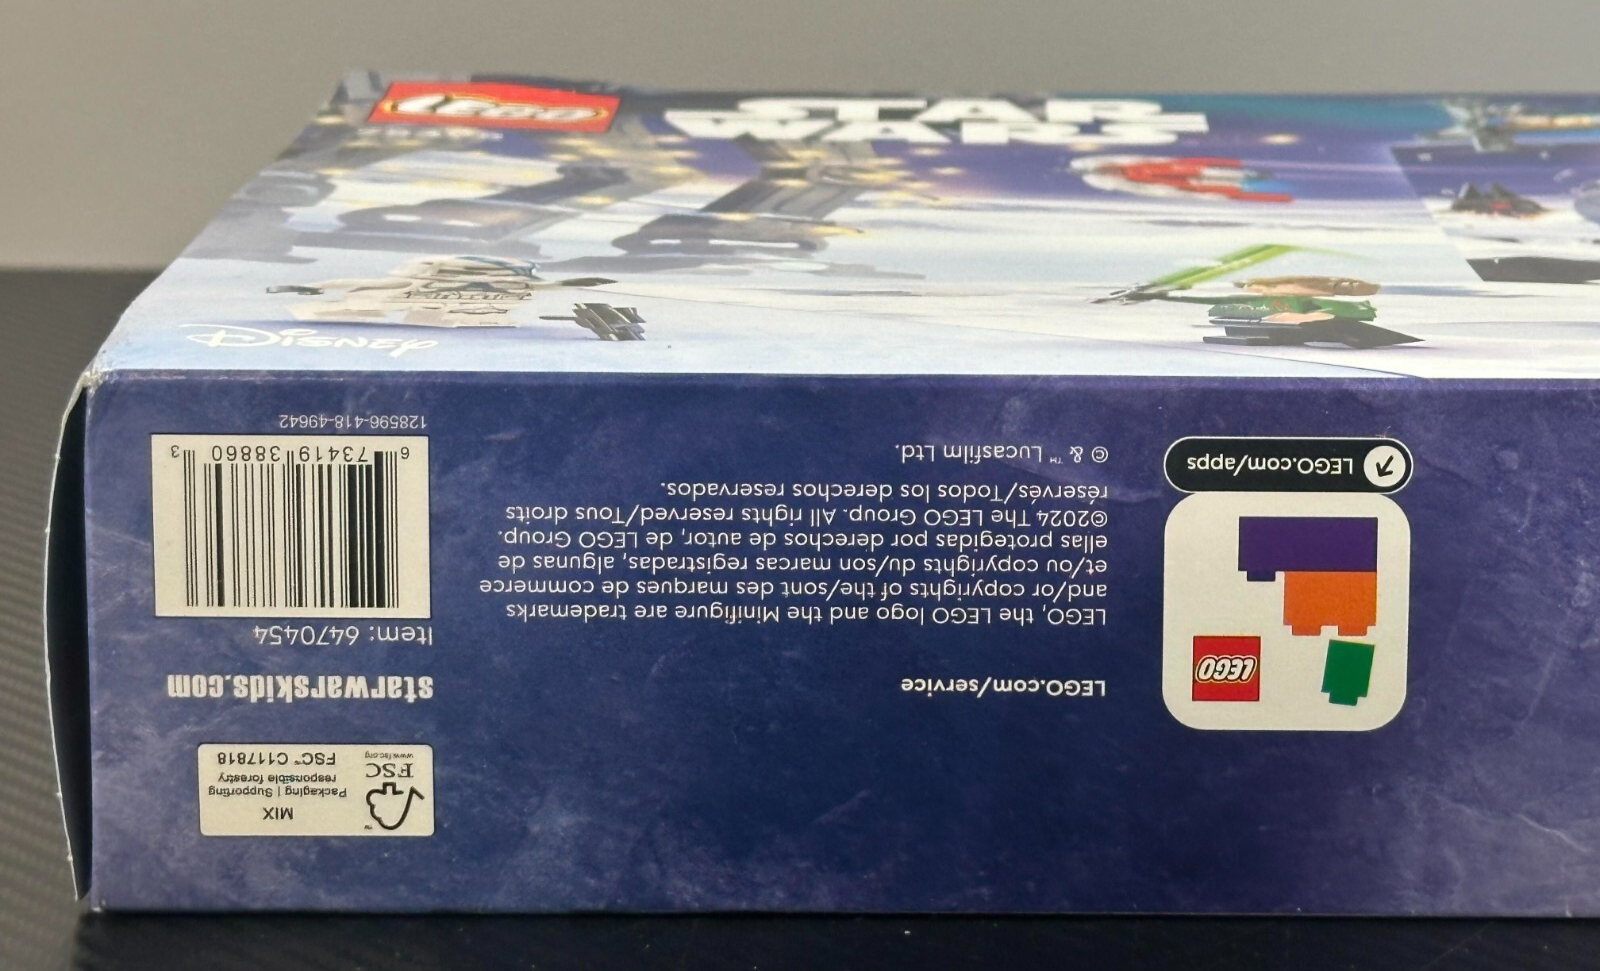 LEGO
STAR
WARS
Disney
LEGO.com/apps
LEGO
LEGO.com/service
LEGO, the LEGO logo and the Minifigure are trademarks
and/or copyrights of the/sont des marques de commerce
et/ou copyrights du/son marcas registradas, algunas de
ellas protegidas por derechos de autor, de LEGO Group.
©2024 The LEGO Group. All rights reserved/Tous droits
réservés/Todos los derechos reservados.
© & ™ Lucasfilm Ltd.
MIX
Packaging | Supporting
responsible forestry
FSC™ C117818
™
FSC
www.fsc.org
starwarskids.com
Item: 6470454
6 73419 38860 3
128596-418-49642